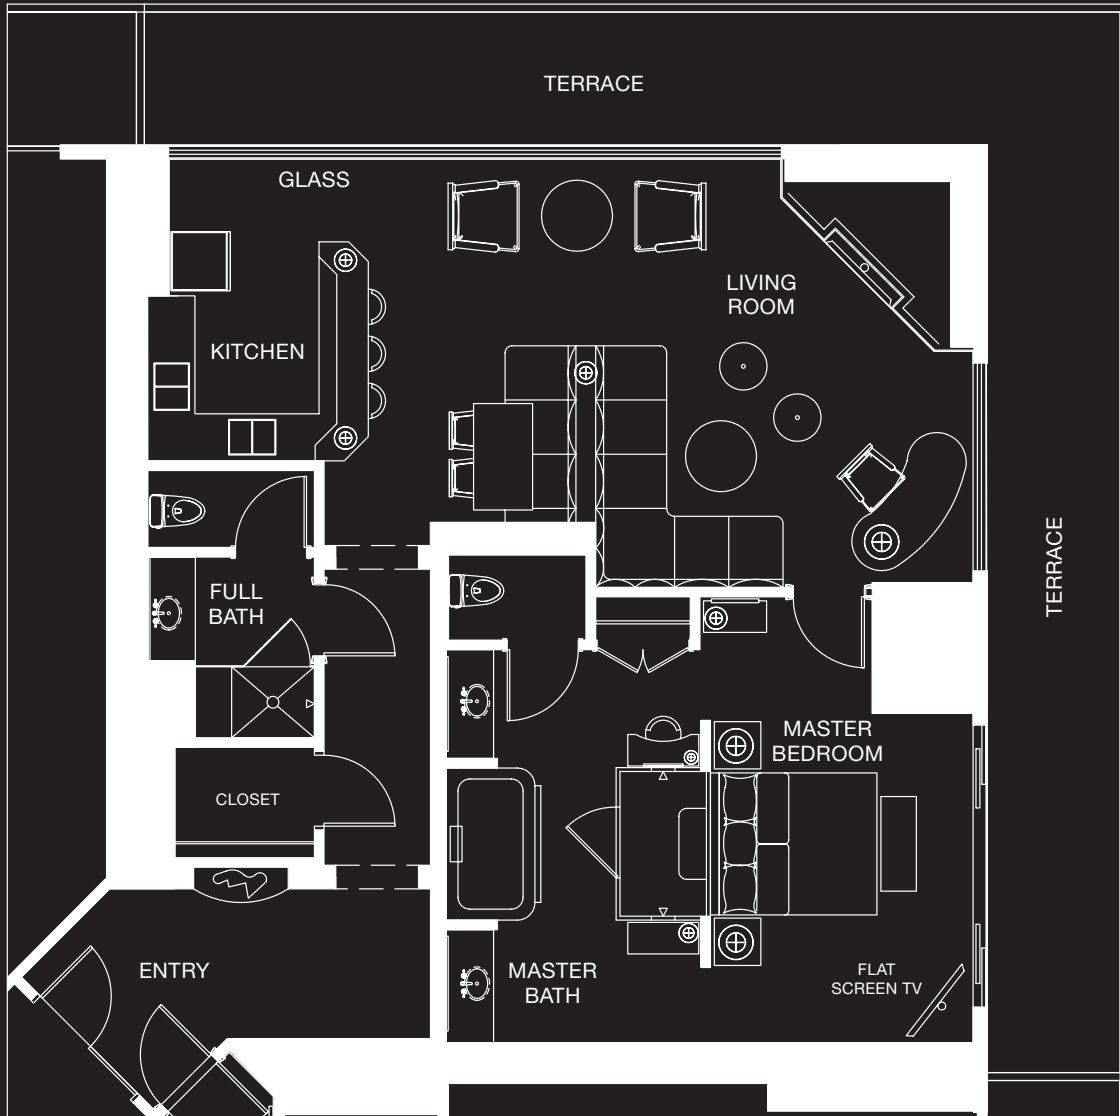 TERRACE
GLASS
LIVING
ROOM
KITCHEN
TERRACE
FULL
BATH
MASTER
BEDROOM
CLOSET
ENTRY
MASTER
BATH
FLAT
SCREEN TV